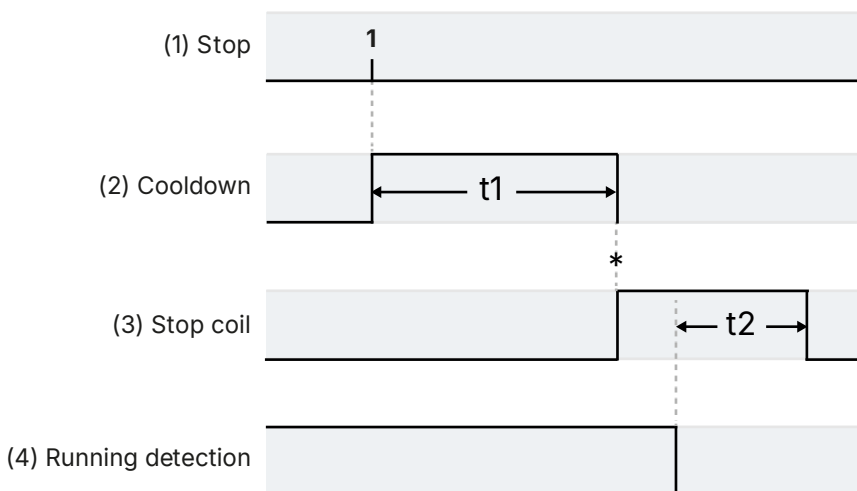 (1) Stop
1
(2) Cooldown
t1
*
(3) Stop coil
t2
(4) Running detection